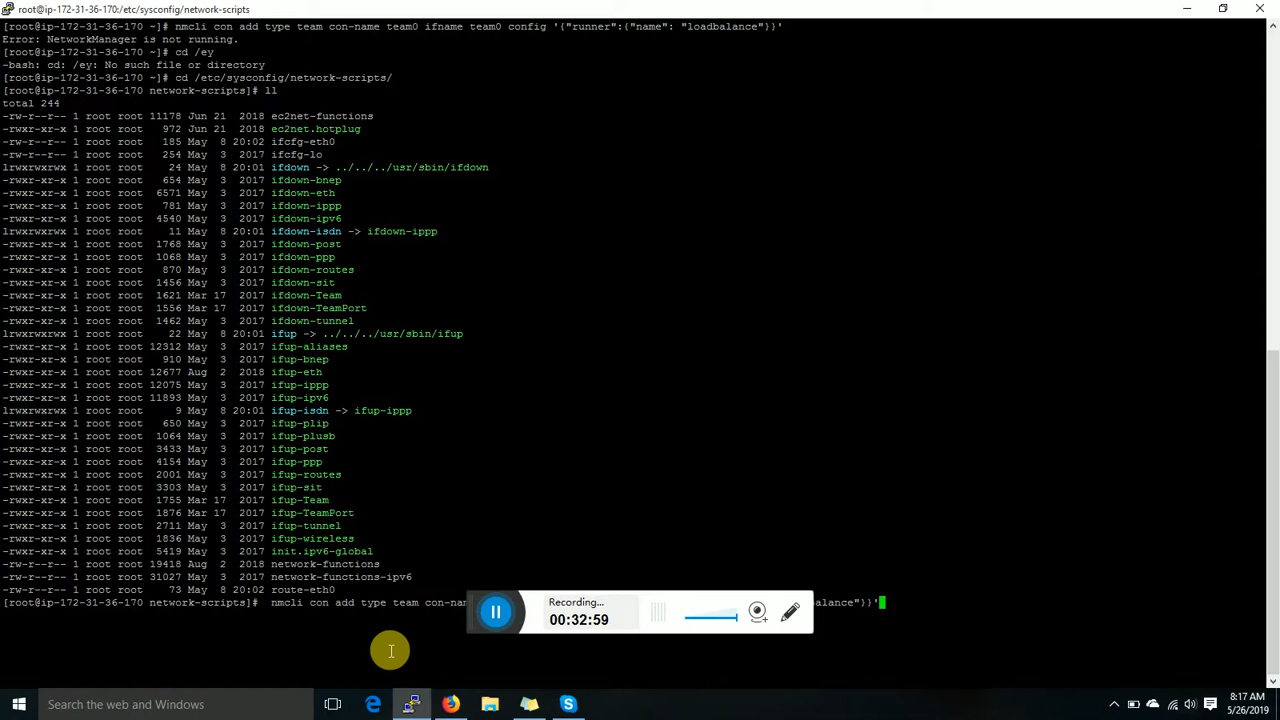 root@ip-172-31-36-170:/etc/sysconfig/network-scripts
[root@ip-172-31-36-170 ~]# nmcli con add type team con-name team0 ifname team0 config '{"runner":{"name": "loadbalance"}}'
Error: NetworkManager is not running.
[root@ip-172-31-36-170 ~]# cd /ey
-bash: cd: /ey: No such file or directory
[root@ip-172-31-36-170 ~]# cd /etc/sysconfig/network-scripts/
[root@ip-172-31-36-170 network-scripts]# ll
total 244
-rw-r--r-- 1 root root 11178 Jun 21  2018 ec2net-functions
-rwxr-xr-x 1 root root   972 Jun 21  2018 ec2net.hotplug
-rw-r--r-- 1 root root   185 May  8 20:02 ifcfg-eth0
-rw-r--r-- 1 root root   254 May  3  2017 ifcfg-lo
lrwxrwxrwx 1 root root    24 May  8 20:01 ifdown -> ../../../usr/sbin/ifdown
-rwxr-xr-x 1 root root   654 May  3  2017 ifdown-bnep
-rwxr-xr-x 1 root root  6571 May  3  2017 ifdown-eth
-rwxr-xr-x 1 root root   781 May  3  2017 ifdown-ippp
-rwxr-xr-x 1 root root  4540 May  3  2017 ifdown-ipv6
lrwxrwxrwx 1 root root    11 May  8 20:01 ifdown-isdn -> ifdown-ippp
-rwxr-xr-x 1 root root  1768 May  3  2017 ifdown-post
-rwxr-xr-x 1 root root  1068 May  3  2017 ifdown-ppp
-rwxr-xr-x 1 root root   870 May  3  2017 ifdown-routes
-rwxr-xr-x 1 root root  1456 May  3  2017 ifdown-sit
-rwxr-xr-x 1 root root  1621 Mar 17  2017 ifdown-Team
-rwxr-xr-x 1 root root  1556 Mar 17  2017 ifdown-TeamPort
-rwxr-xr-x 1 root root  1462 May  3  2017 ifdown-tunnel
lrwxrwxrwx 1 root root    22 May  8 20:01 ifup -> ../../../usr/sbin/ifup
-rwxr-xr-x 1 root root 12312 May  3  2017 ifup-aliases
-rwxr-xr-x 1 root root   910 May  3  2017 ifup-bnep
-rwxr-xr-x 1 root root 12677 Aug  2  2018 ifup-eth
-rwxr-xr-x 1 root root 12075 May  3  2017 ifup-ippp
-rwxr-xr-x 1 root root 11893 May  3  2017 ifup-ipv6
lrwxrwxrwx 1 root root     9 May  8 20:01 ifup-isdn -> ifup-ippp
-rwxr-xr-x 1 root root   650 May  3  2017 ifup-plip
-rwxr-xr-x 1 root root  1064 May  3  2017 ifup-plusb
-rwxr-xr-x 1 root root  3433 May  3  2017 ifup-post
-rwxr-xr-x 1 root root  4154 May  3  2017 ifup-ppp
-rwxr-xr-x 1 root root  2001 May  3  2017 ifup-routes
-rwxr-xr-x 1 root root  3303 May  3  2017 ifup-sit
-rwxr-xr-x 1 root root  1755 Mar 17  2017 ifup-Team
-rwxr-xr-x 1 root root  1876 Mar 17  2017 ifup-TeamPort
-rwxr-xr-x 1 root root  2711 May  3  2017 ifup-tunnel
-rwxr-xr-x 1 root root  1836 May  3  2017 ifup-wireless
-rwxr-xr-x 1 root root  5419 May  3  2017 init.ipv6-global
-rw-r--r-- 1 root root 19418 Aug  2  2018 network-functions
-rw-r--r-- 1 root root 31027 May  3  2017 network-functions-ipv6
-rw-r--r-- 1 root root    73 May  8 20:02 route-eth0
[root@ip-172-31-36-170 network-scripts]#  nmcli con add type team con-na alance"}}'
Recording...
00:32:59
Search the web and Windows
8:17 AM
5/26/2019